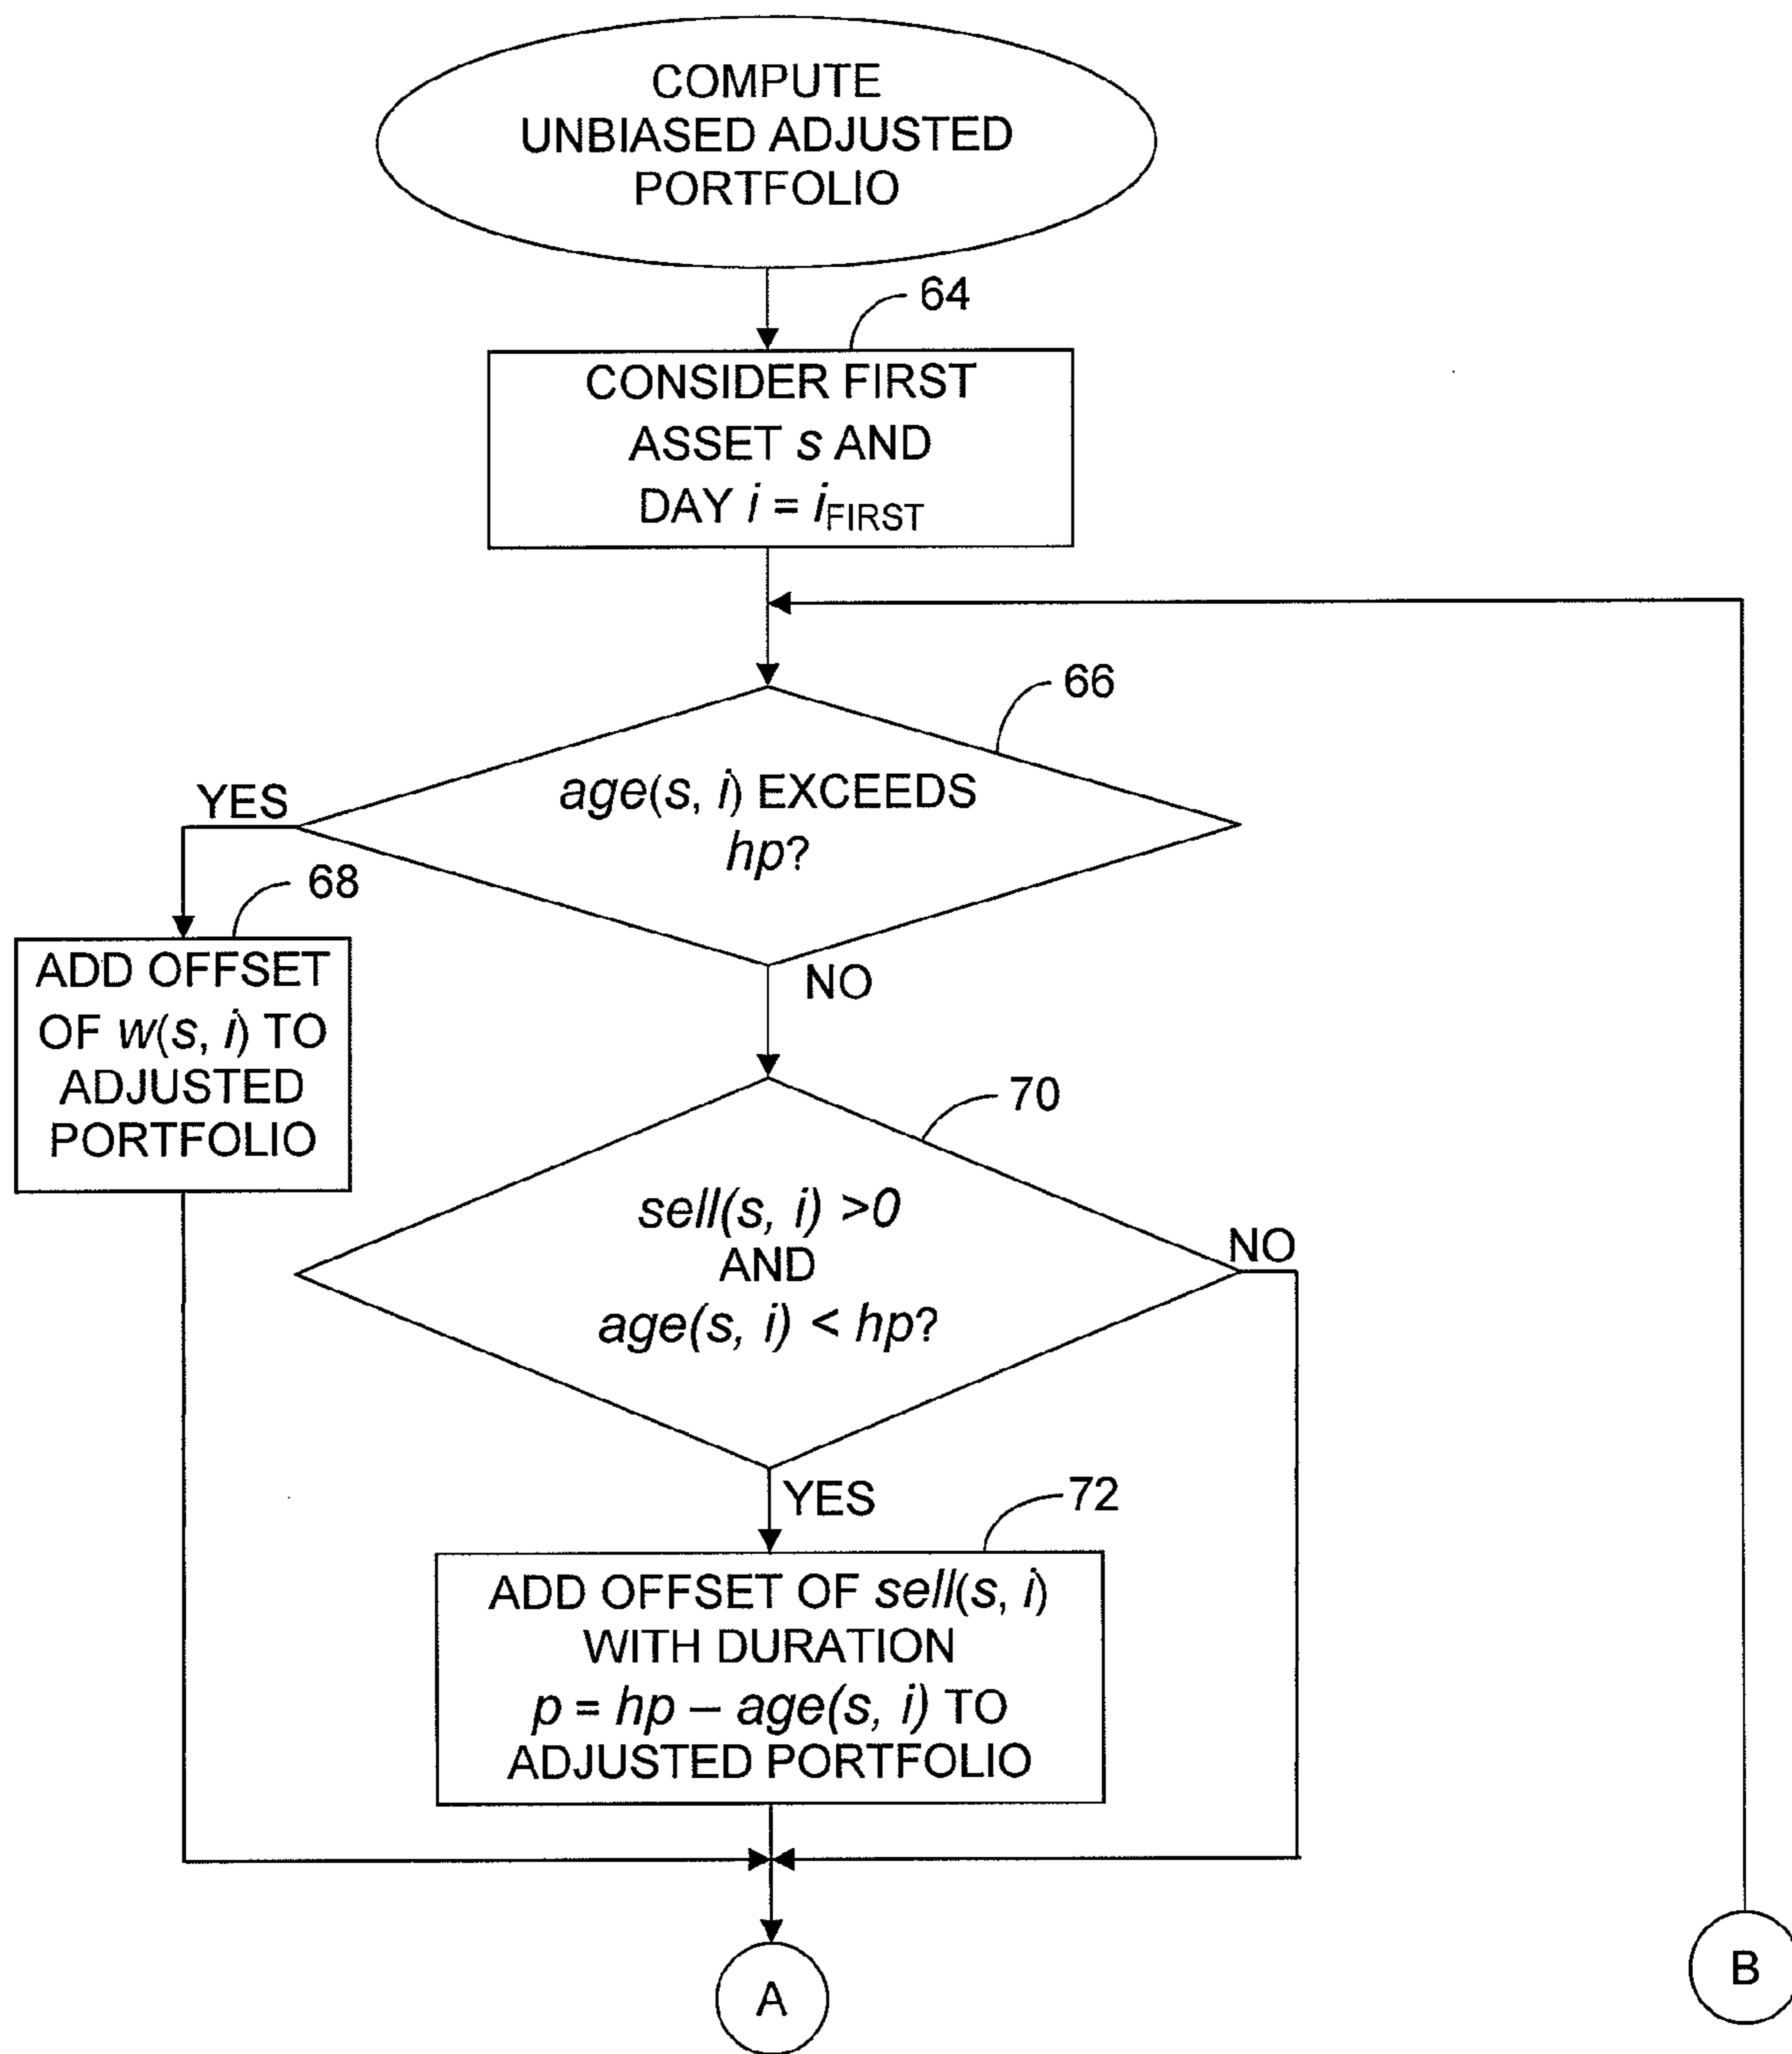 COMPUTE
UNBIASED ADJUSTED
PORTFOLIO
64
CONSIDER FIRST
ASSET s AND
DAY i = iFIRST
66
age(s, i) EXCEEDS
hp?
YES
68
NO
ADD OFFSET
OF w(s, i) TO
ADJUSTED
PORTFOLIO
70
sell(s, i) >0
AND
age(s, i) < hp?
NO
YES
72
ADD OFFSET OF sell(s, i)
WITH DURATION
p = hp – age(s, i) TO
ADJUSTED PORTFOLIO
A
B